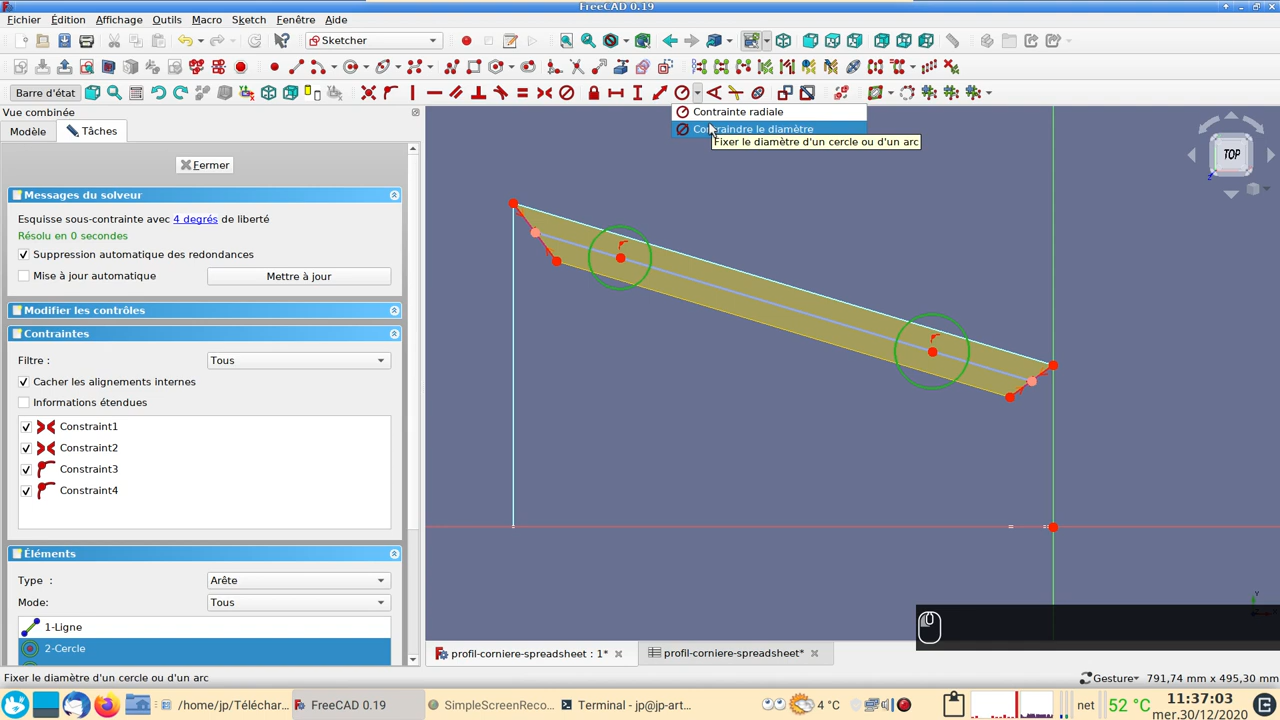 FreeCAD 0.19
Fichier Édition Affichage Outils Macro Sketch Fenêtre Aide
Sketcher
Barre d'état
Vue combinée
Contrainte radiale
Contraindre le diamètre
Fixer le diamètre d'un cercle ou d'un arc
Modèle Tâches
TOP
Fermer
Messages du solveur
Esquisse sous-contrainte avec 4 degrés de liberté
Résolu en 0 secondes
Suppression automatique des redondances
Mise à jour automatique Mettre à jour
Modifier les contrôles
Contraintes
Filtre : Tous
Cacher les alignements internes
Informations étendues
Constraint1
Constraint2
Constraint3
Constraint4
Éléments
Type : Arête
Mode: Tous
1-Ligne
2-Cercle
Y
profil-corniere-spreadsheet : 1* profil-corniere-spreadsheet*
Fixer le diamètre d'un cercle ou d'un arc Gesture 791,74 mm x 495,30 mm
/home/jp/Téléchar... FreeCAD 0.19 SimpleScreenReco... Terminal - jp@jp-art... 4 °C net 52 °C 11:37:03
mer.30/12/2020